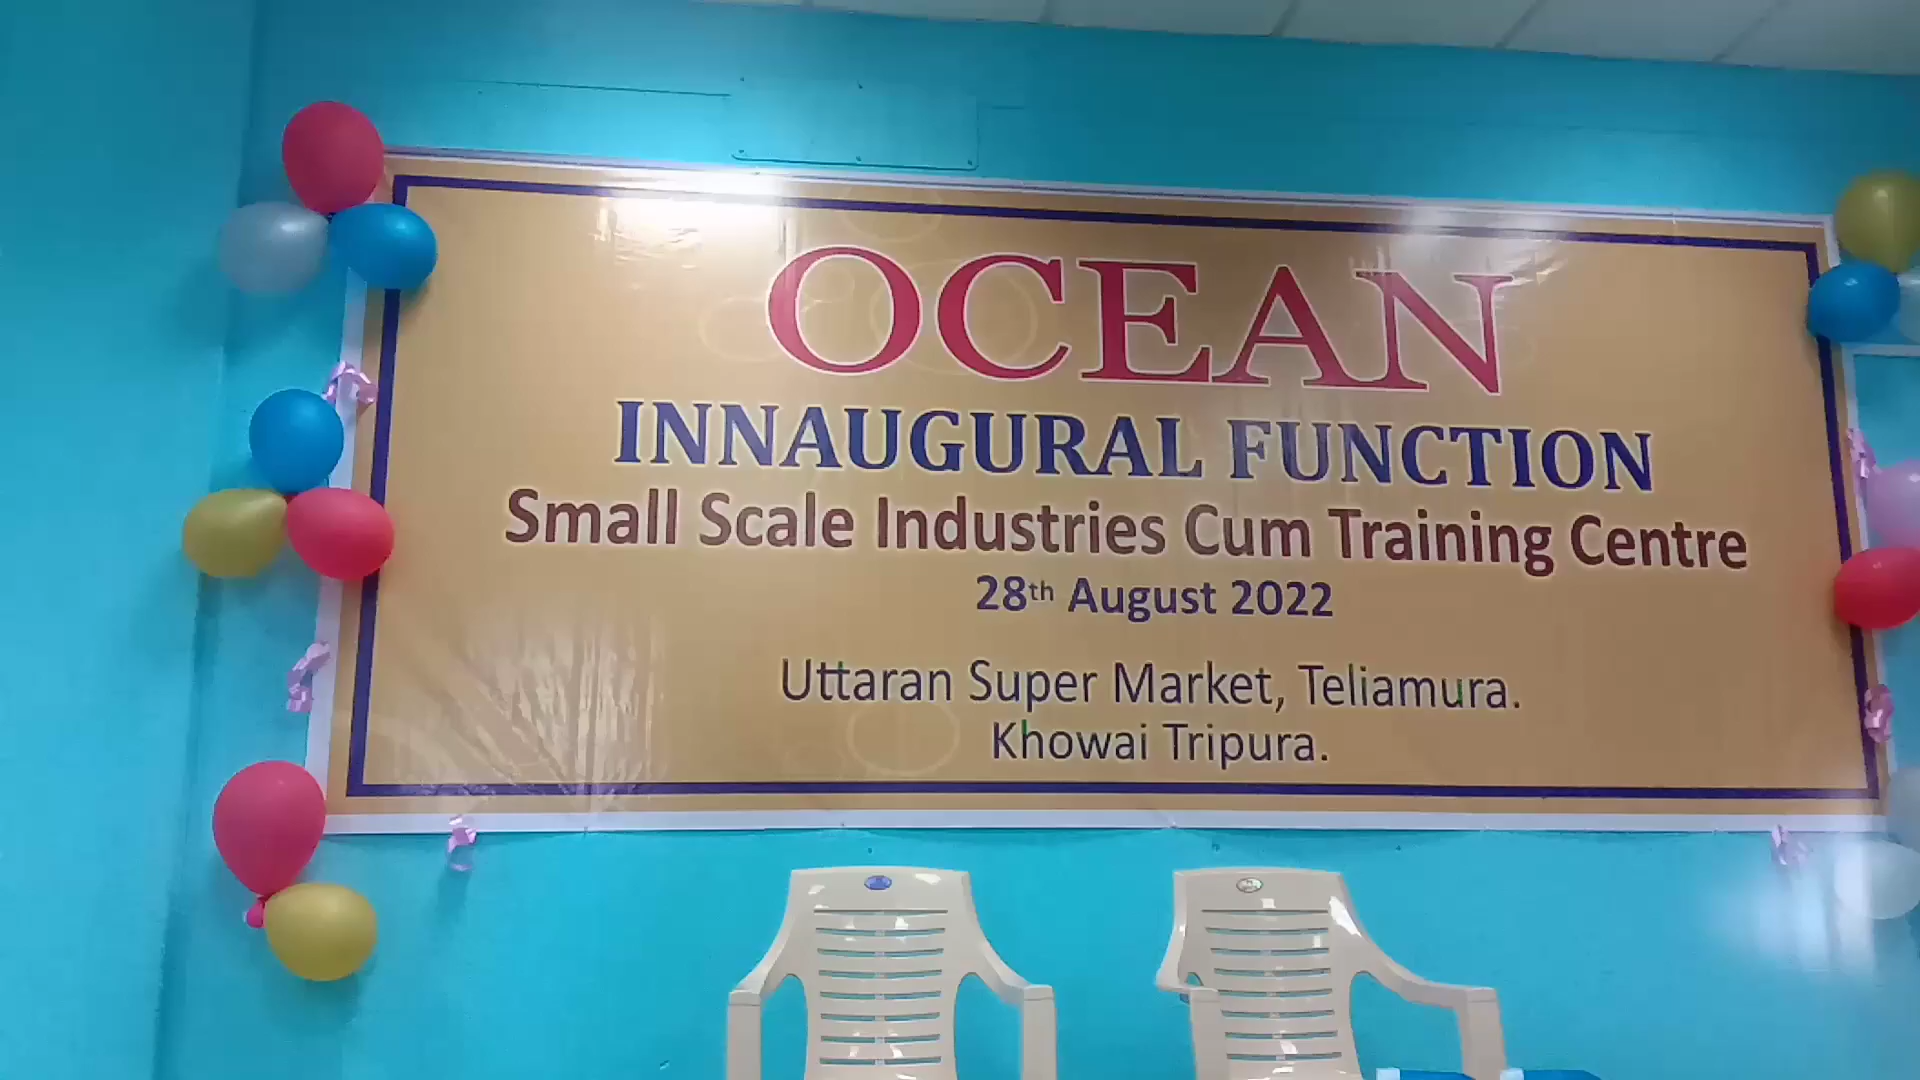 OCEAN
INNAUGURAL FUNCTION
Small Scale Industries Cum Training Centre
28th August 2022
Uttaran Super Market, Teliamura.
Khowai Tripura.